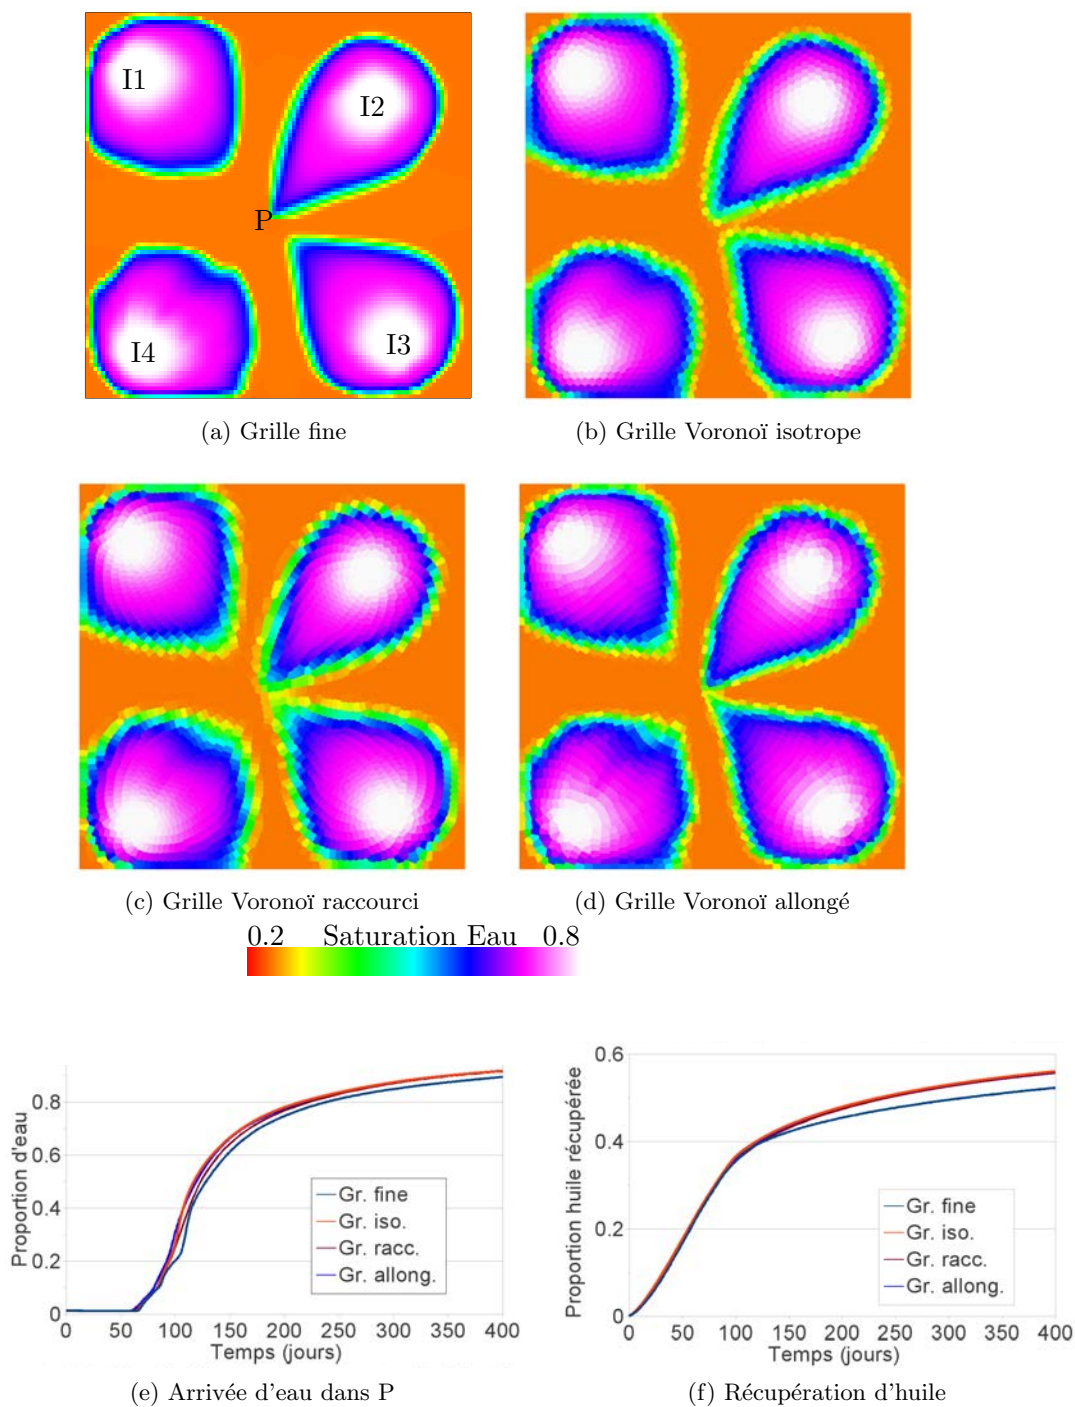 I1
I2
P
I4
I3
(a) Grille fine
(b) Grille Voronoï isotrope
(c) Grille Voronoï raccourci
(d) Grille Voronoï allongé
0.2 Saturation Eau 0.8
Proportion d'eau
0.8
0.6
0.4
0.2
0
Gr. fine
Gr. iso.
Gr. racc.
Gr. allong.
0 50 100 150 200 250 300 350 400
Temps (jours)
(e) Arrivée d'eau dans P
Proportion huile récupérée
0.6
0.4
0.2
0
Gr. fine
Gr. iso.
Gr. racc.
Gr. allong.
0 50 100 150 200 250 300 350 400
Temps (jours)
(f) Récupération d'huile